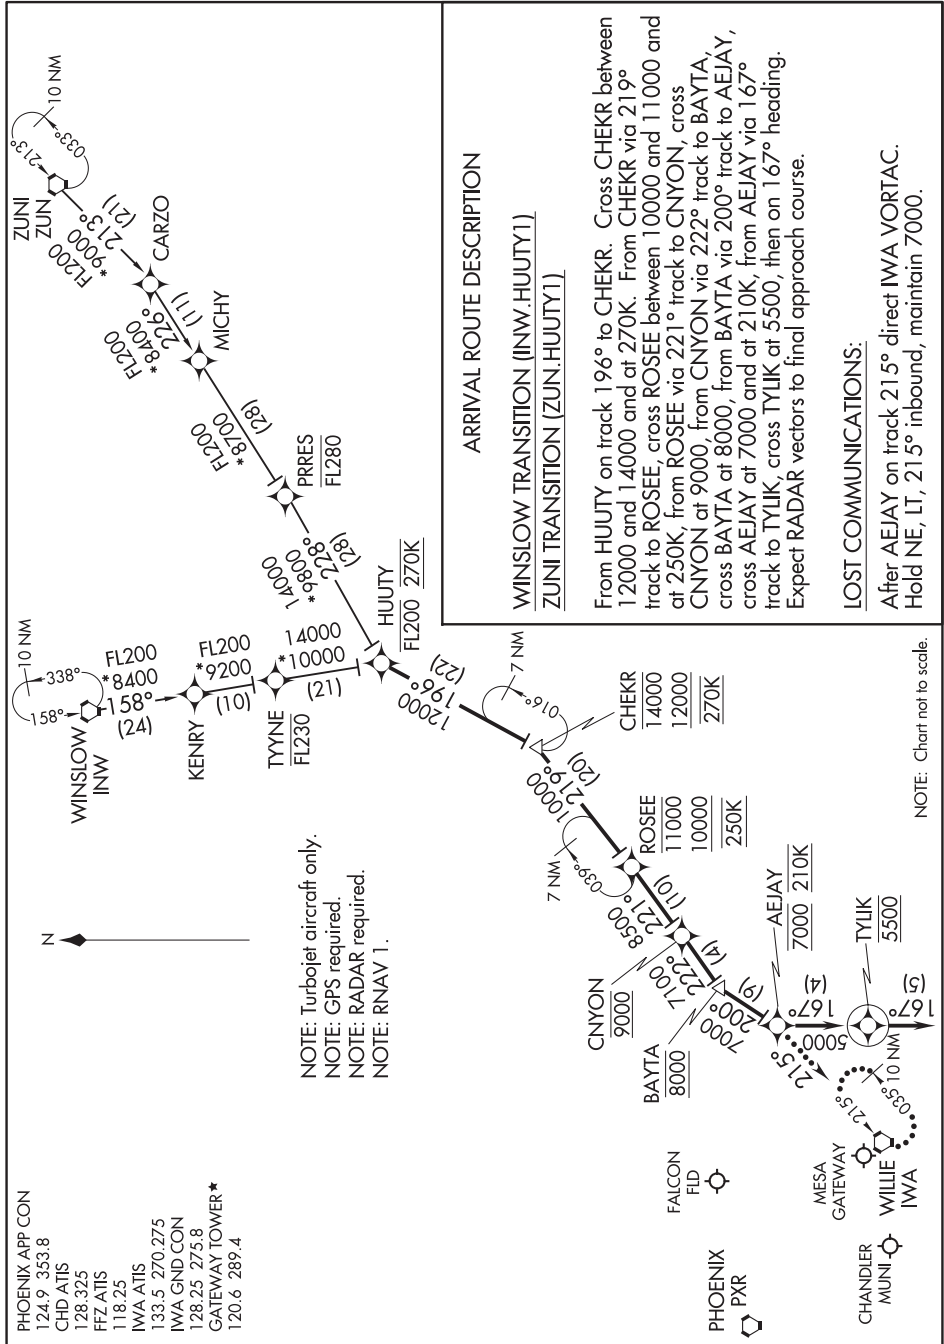 PHOENIX APP CON
124.9 353.8
CHD ATIS
128.325
FFZ ATIS
118.25
IWA ATIS
133.5 270.275
IWA GND CON
128.25 275.8
GATEWAY TOWER★
120.6 289.4
N
NOTE: Turbojet aircraft only.
NOTE: GPS required.
NOTE: RADAR required.
NOTE: RNAV 1.
ZUNI
ZUN
10 NM
213°
033°
FL200
*9000
213°
(21)
CARZO
FL200
*8400
226°
(11)
MICHY
FL200
*8700
(28)
PRRES
FL280
14000
*9800
228°
(28)
WINSLOW
INW
10 NM
338°
158°
FL200
*8400
158°
(24)
KENRY
FL200
*9200
(10)
TYYNE
FL230
14000
*10000
(21)
HUUTY
FL200 270K
12000
196°
(22)
7 NM
016°
CHEKR
14000
12000
270K
10000
219°
(20)
7 NM
039°
ROSEE
11000
10000
250K
8500
221°
(10)
CNYON
9000
7100
222°
(4)
BAYTA
8000
7000
200°
(9)
AEJAY
7000 210K
215°
5000
167°
(4)
TYLIK
5500
167°
(5)
10 NM
035°
215°
WILLIE
IWA
MESA
GATEWAY
FALCON
FLD
CHANDLER
MUNI
PHOENIX
PXR
NOTE: Chart not to scale.
ARRIVAL ROUTE DESCRIPTION
WINSLOW TRANSITION (INW.HUUTY1)
ZUNI TRANSITION (ZUN.HUUTY1)
From HUUTY on track 196° to CHEKR. Cross CHEKR between
12000 and 14000 and at 270K. From CHEKR via 219°
track to ROSEE, cross ROSEE between 10000 and 11000 and
at 250K, from ROSEE via 221° track to CNYON, cross
CNYON at 9000, from CNYON via 222° track to BAYTA,
cross BAYTA at 8000, from BAYTA via 200° track to AEJAY,
cross AEJAY at 7000 and at 210K, from AEJAY via 167°
track to TYLIK, cross TYLIK at 5500, then on 167° heading.
Expect RADAR vectors to final approach course.
LOST COMMUNICATIONS:
After AEJAY on track 215° direct IWA VORTAC.
Hold NE, LT, 215° inbound, maintain 7000.